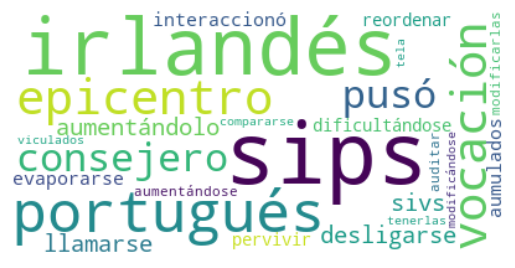 interaccionó
reordenar
irlandés
tela
vocación
modificarlas
epicentro
pusó
aumentándolo
compararse
dificultándose
viculados
consejero
sips
auditar
modificándose
aumulados
evaporarse
aumentándose
portugués
sivs
tenerlas
llamarse
pervivir
desligarse